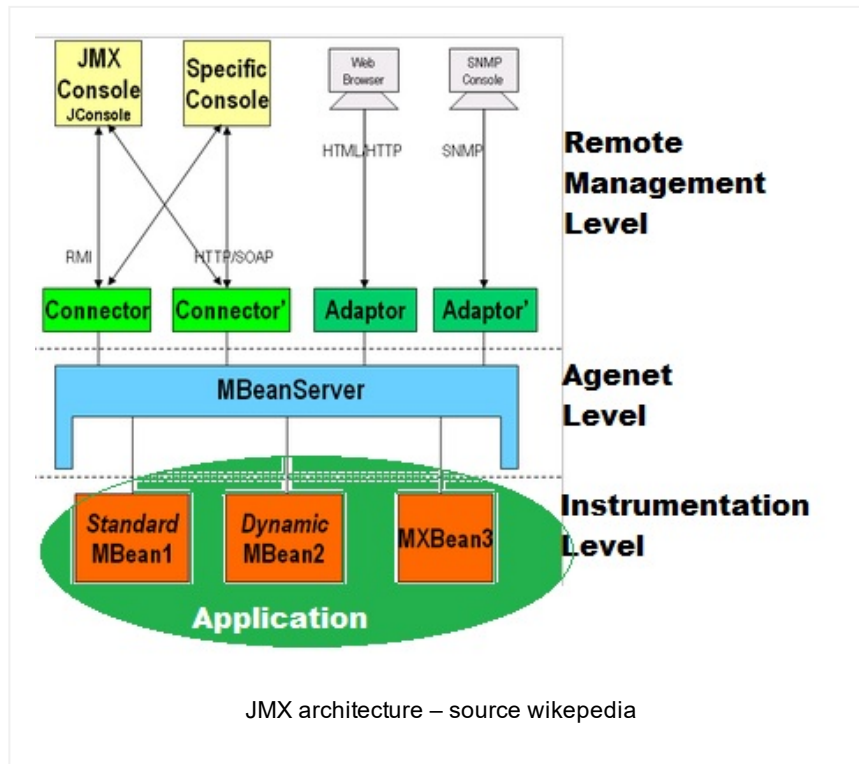 JMX
Console
JConsole
Specific
Console
Web
Browser
SNMP
Console
HTML/HTTP
SNMP
Remote
Management
Level
RMI
HTTP/SOAP
Connector
Connector'
Adaptor
Adaptor'
MBeanServer
Agenet
Level
Standard
MBean1
Dynamic
MBean2
MXBean3
Instrumentation
Level
Application
JMX architecture – source wikepedia